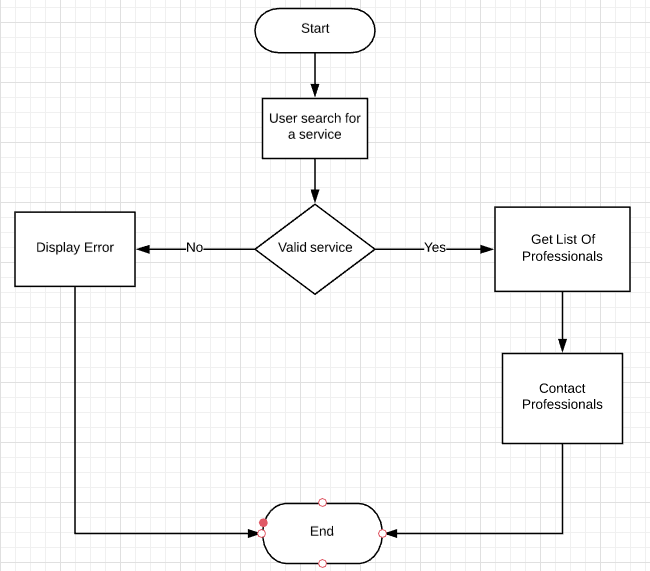 Start
User search for
a service
Valid service
No
Yes
Display Error
Get List Of
Professionals
Contact
Professionals
End